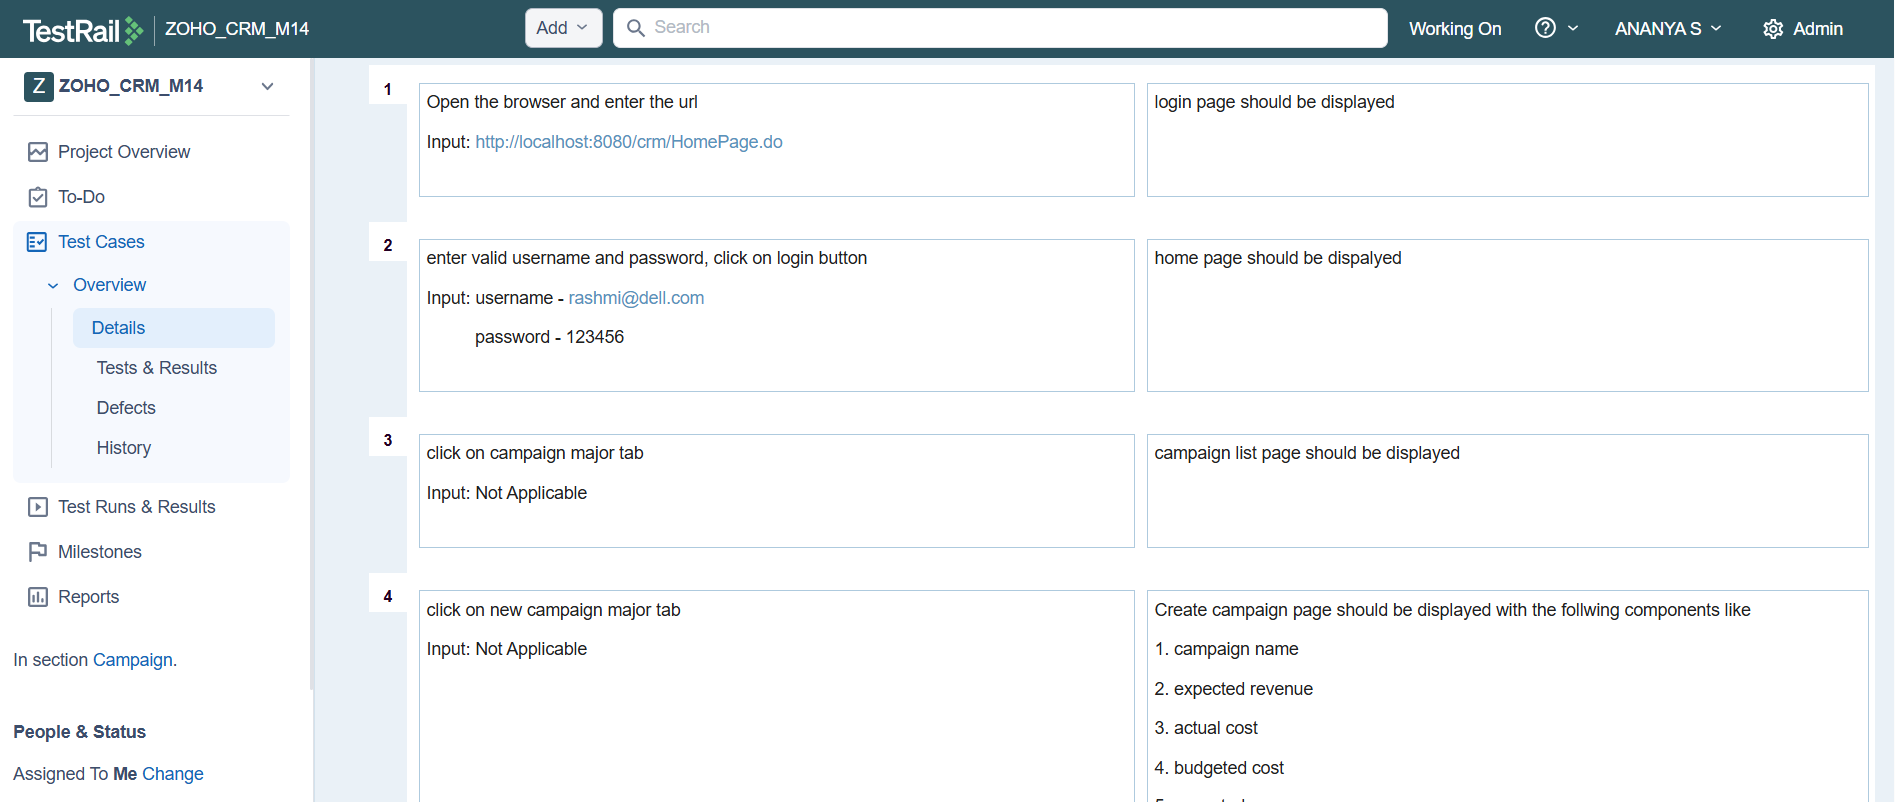 TestRail ZOHO_CRM_M14 Add Search Working On ANANYA S Admin
Z ZOHO_CRM_M14
Project Overview
To-Do
Test Cases
Overview
Details
Tests & Results
Defects
History
Test Runs & Results
Milestones
Reports
In section Campaign.
People & Status
Assigned To Me Change
1
Open the browser and enter the url
Input: http://localhost:8080/crm/HomePage.do
login page should be displayed
2
enter valid username and password, click on login button
Input: username - rashmi@dell.com
password - 123456
home page should be dispalyed
3
click on campaign major tab
Input: Not Applicable
campaign list page should be displayed
4
click on new campaign major tab
Input: Not Applicable
Create campaign page should be displayed with the follwing components like
1. campaign name
2. expected revenue
3. actual cost
4. budgeted cost